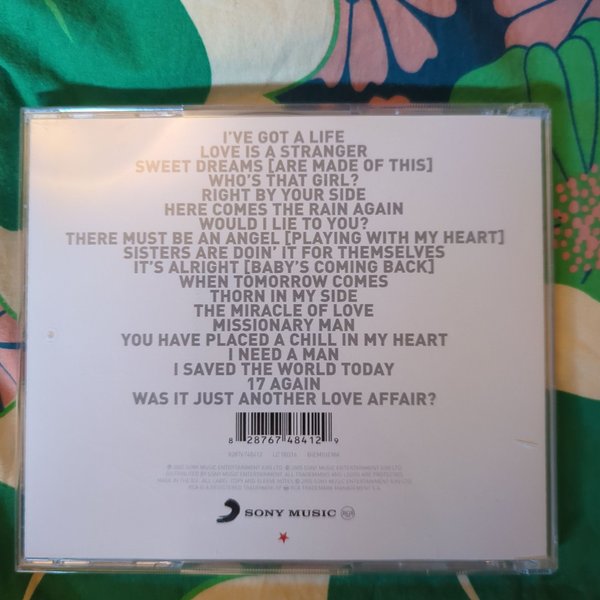 I'VE GOT A LIFE
LOVE IS A STRANGER
SWEET DREAMS [ARE MADE OF THIS]
WHO'S THAT GIRL?
RIGHT BY YOUR SIDE
HERE COMES THE RAIN AGAIN
WOULD I LIE TO YOU?
THERE MUST BE AN ANGEL [PLAYING WITH MY HEART]
SISTERS ARE DOIN' IT FOR THEMSELVES
IT'S ALRIGHT [BABY'S COMING BACK]
WHEN TOMORROW COMES
THORN IN MY SIDE
THE MIRACLE OF LOVE
MISSIONARY MAN
YOU HAVE PLACED A CHILL IN MY HEART
I NEED A MAN
I SAVED THE WORLD TODAY
17 AGAIN
WAS IT JUST ANOTHER LOVE AFFAIR?
8 28767 48412 9
SONY MUSIC